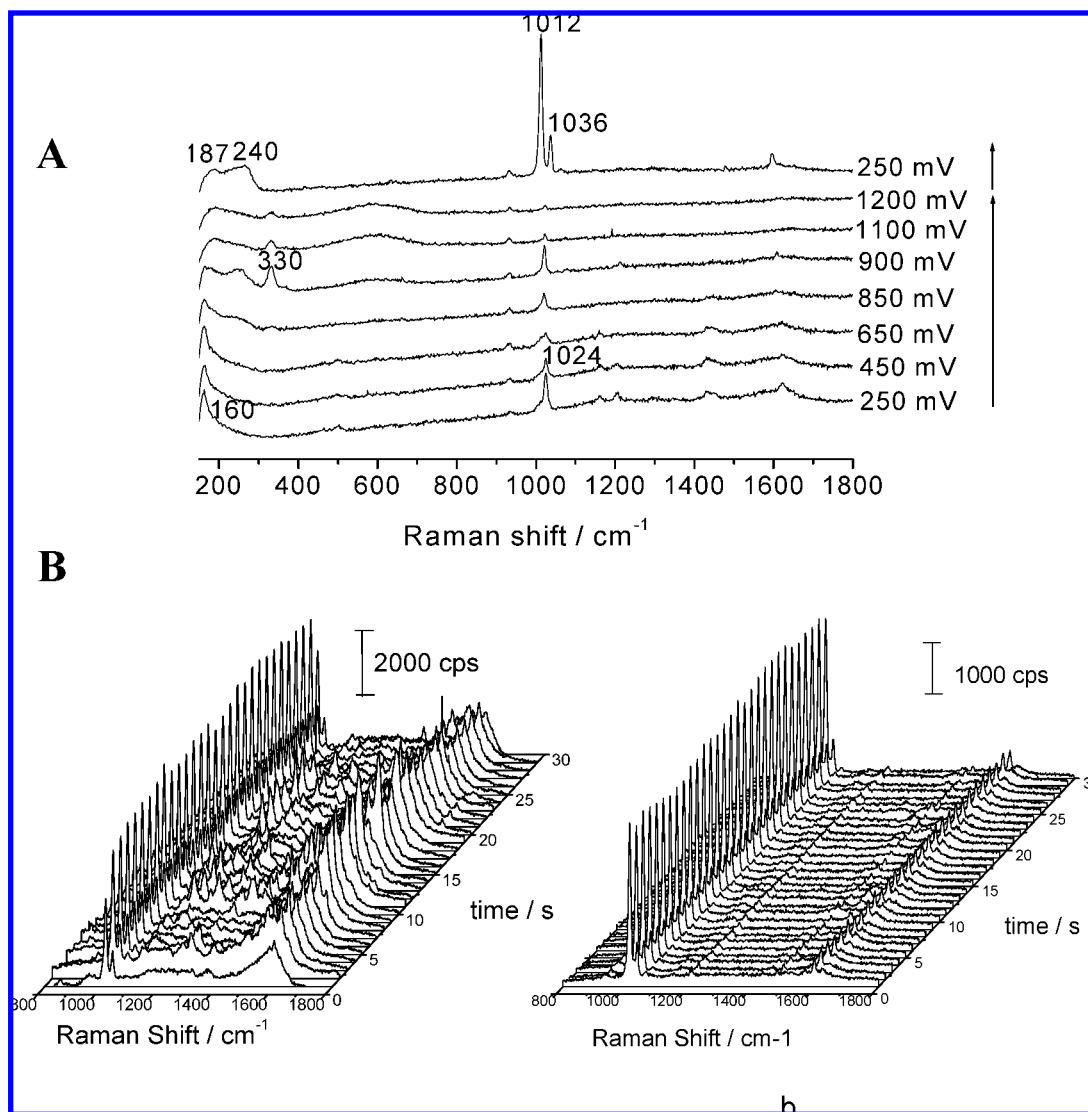 1012
A
1036
187 240
250 mV
1200 mV
1100 mV
330
900 mV
850 mV
650 mV
1024
450 mV
160
250 mV
200 400 600 800 1000 1200 1400 1600 1800
Raman shift / cm-1
B
2000 cps
1000 cps
30
25
20
15
10
5
0
time / s
800 1000 1200 1400 1600 1800
Raman Shift / cm-1
3
25
20
15
10
5
0
time / s
800 1000 1200 1400 1600 1800
Raman Shift / cm-1
b